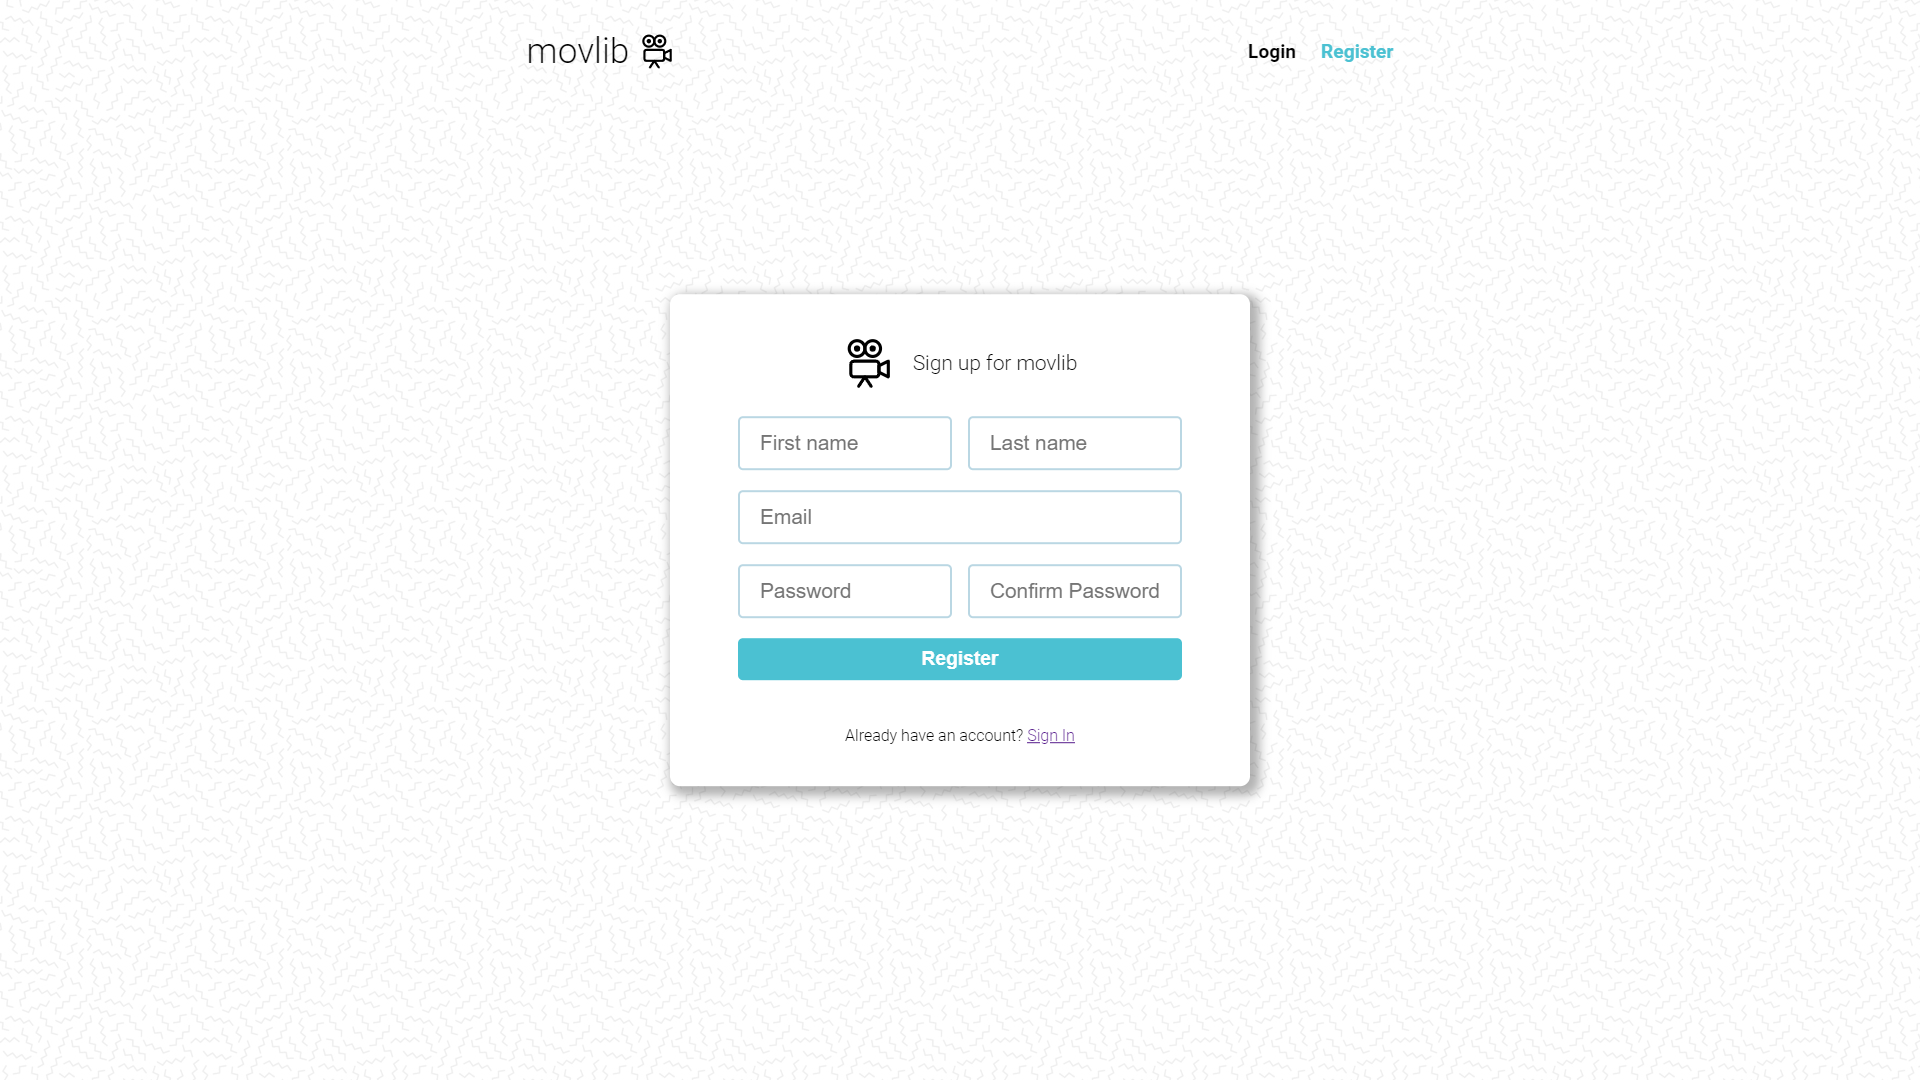 movlib
Login Register
Sign up for movlib
First name Last name
Email
Password Confirm Password
Register
Already have an account? Sign In